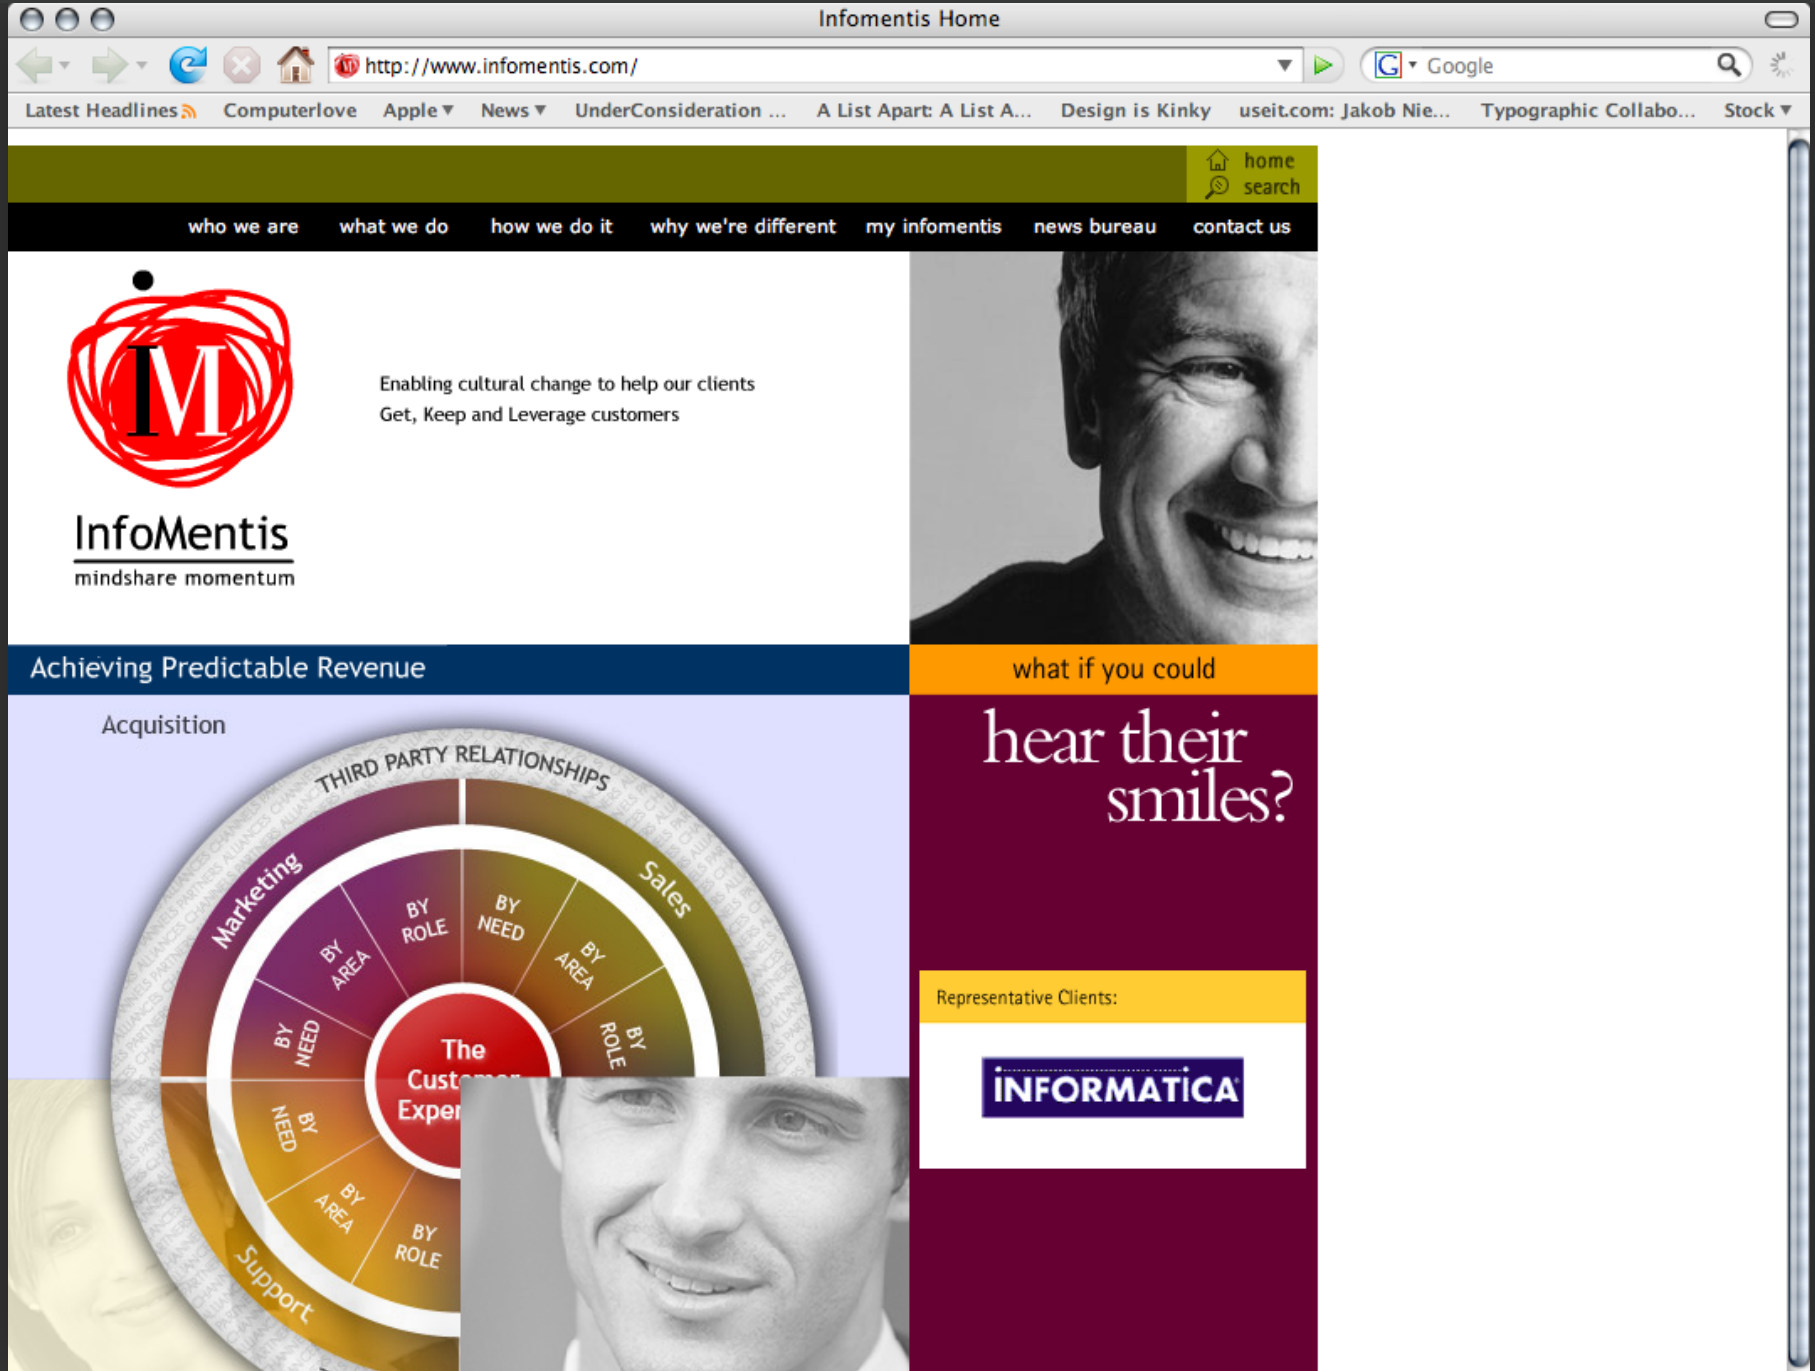 Infomentis Home
http://www.infomentis.com/
Google
Latest Headlines
Computerlove
Apple
News
UnderConsideration ...
A List Apart: A List A...
Design is Kinky
useit.com: Jakob Nie...
Typographic Collabo...
Stock
home
search
who we are
what we do
how we do it
why we're different
my infomentis
news bureau
contact us
IM
Enabling cultural change to help our clients
Get, Keep and Leverage customers
InfoMentis
mindshare momentum
Achieving Predictable Revenue
what if you could
hear their
smiles?
Acquisition
THIRD PARTY RELATIONSHIPS
Marketing
Sales
BY
ROLE
BY
NEED
BY
AREA
BY
AREA
BY
NEED
BY
ROLE
The
BY
NEED
BY
AREA
BY
ROLE
Support
Representative Clients:
INFORMATICA